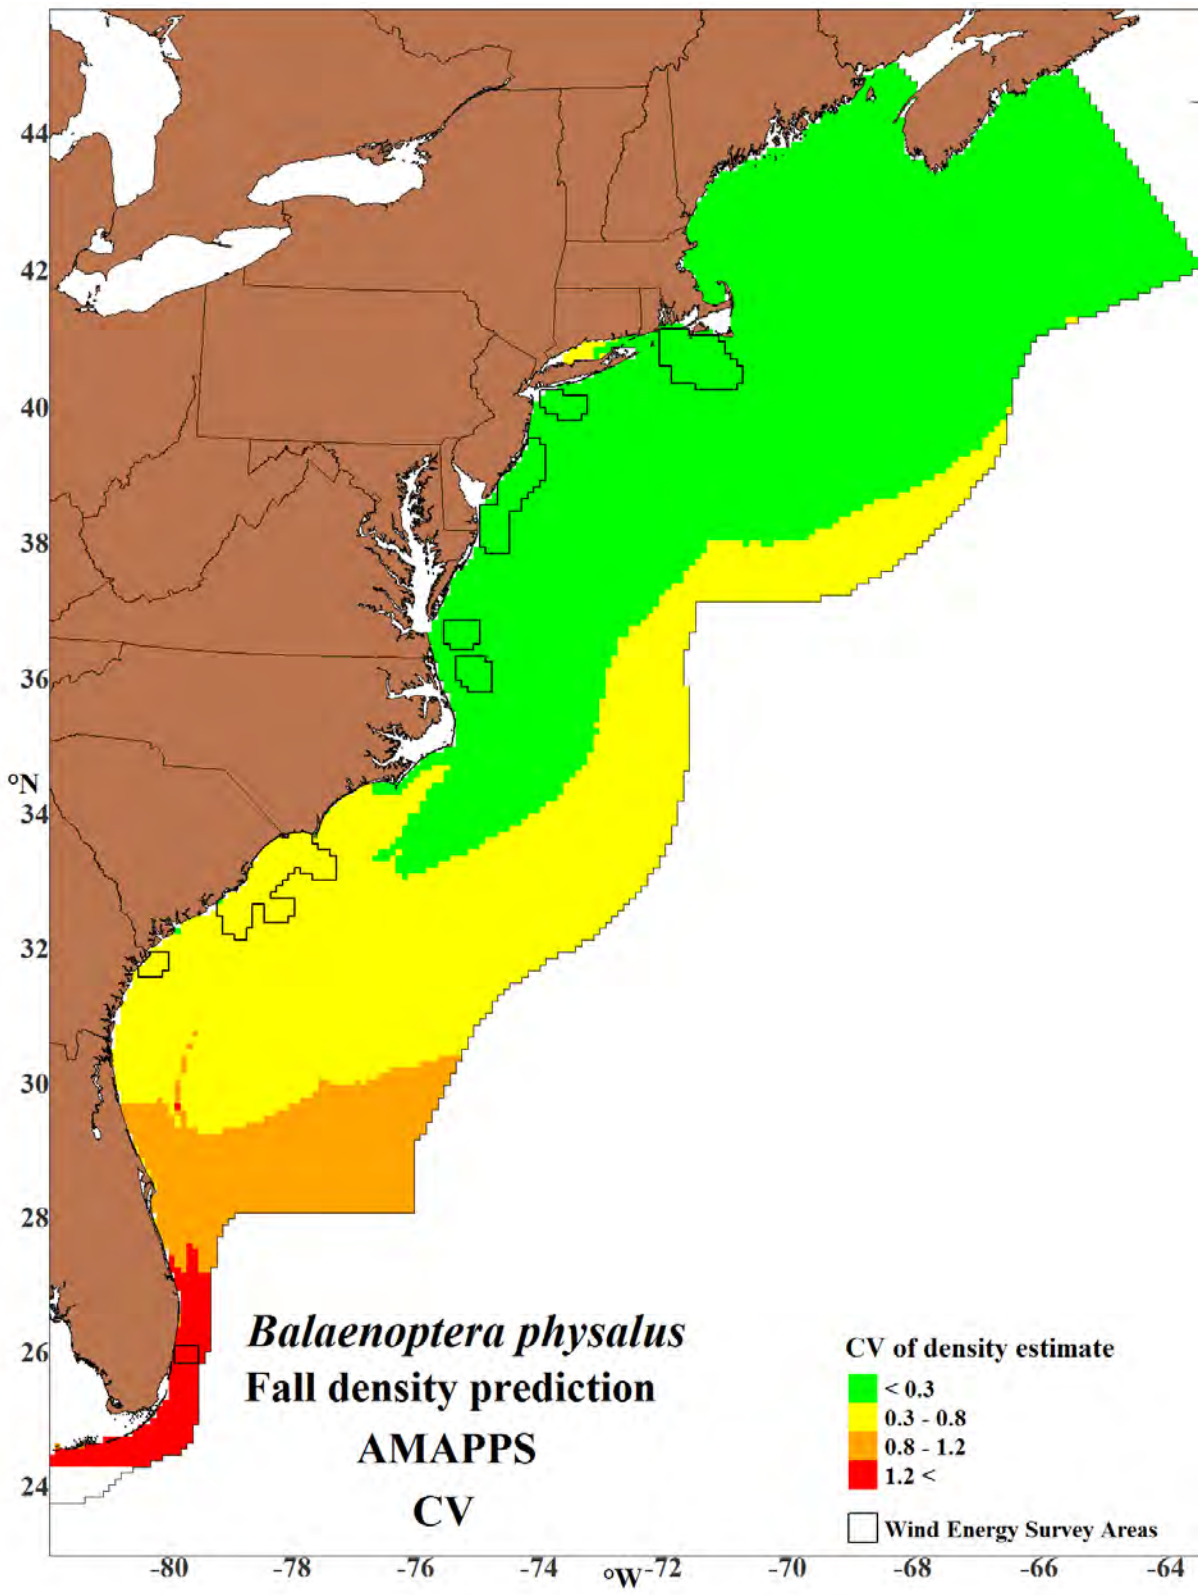 44
42
40
38
36
°N
34
32
30
28
26
24
Balaenoptera physalus
Fall density prediction
AMAPPS
CV
CV of density estimate
< 0.3
0.3 - 0.8
0.8 - 1.2
1.2 <
Wind Energy Survey Areas
-80 -78 -76 -74 -72 -70 -68 -66 -64
°W